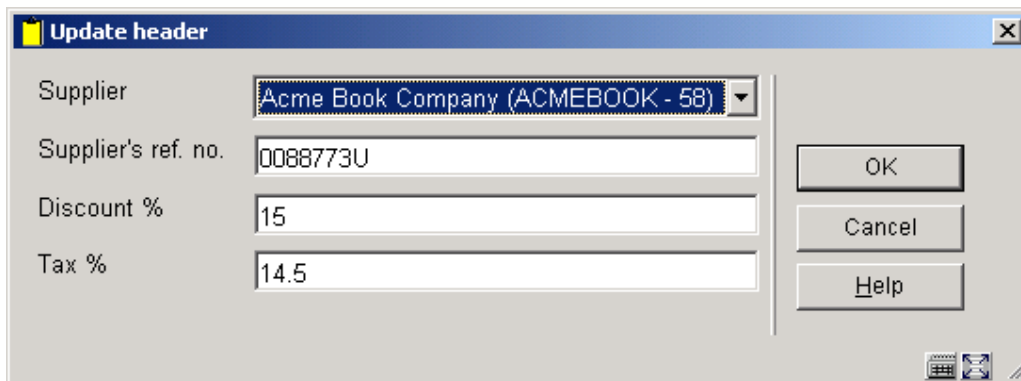 Update header
Supplier
Acme Book Company (ACMEBOOK - 58)
Supplier's ref. no.
0088773U
Discount %
15
Tax %
14.5
OK
Cancel
Help